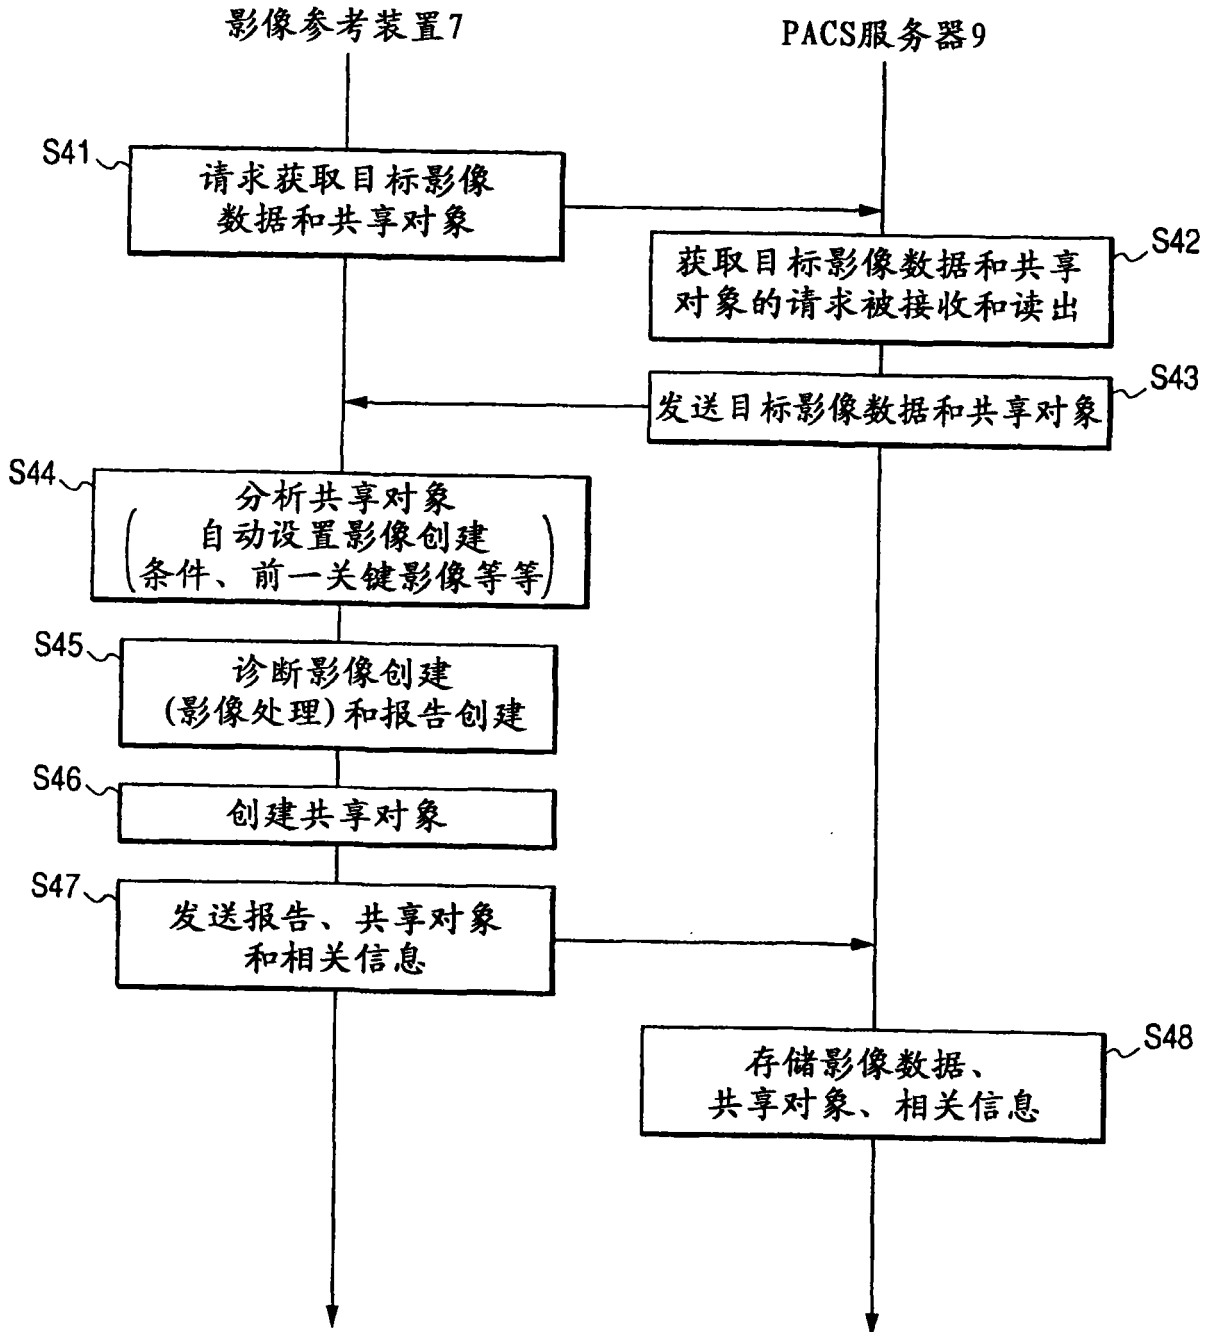 影像参考装置7
PACS服务器9
S41
请求获取目标影像
数据和共享对象
S42
获取目标影像数据和共享
对象的请求被接收和读出
S43
发送目标影像数据和共享对象
S44
分析共享对象
(自动设置影像创建
条件、前一关键影像等等)
S45
诊断影像创建
(影像处理)和报告创建
S46
创建共享对象
S47
发送报告、共享对象
和相关信息
S48
存储影像数据、
共享对象、相关信息